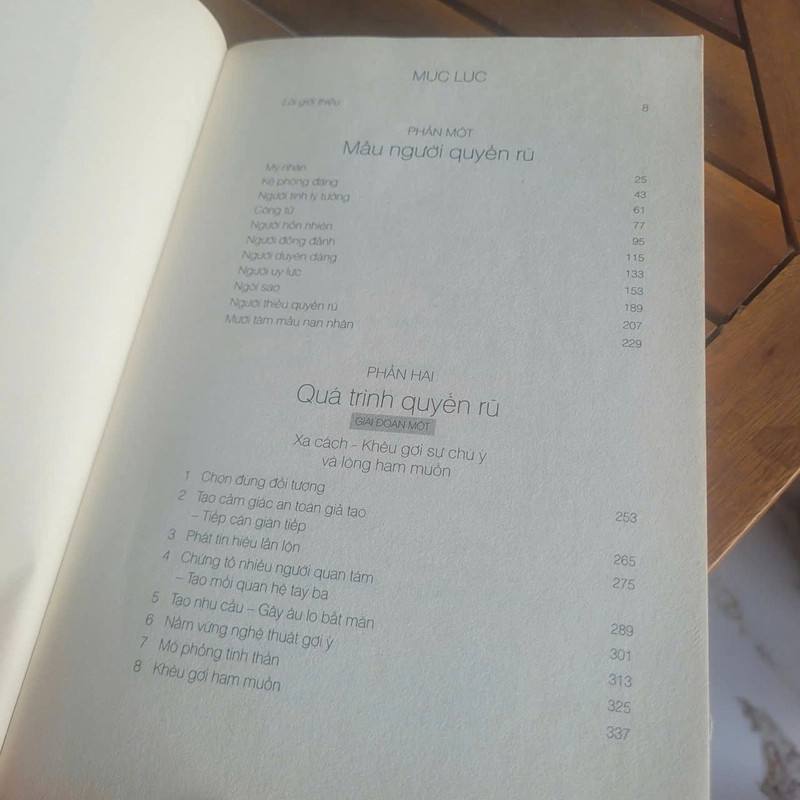 MỤC LỤC
Lời giới thiệu 8
PHẦN MỘT
Mẫu người quyến rũ
Mỹ nhân 25
Kẻ phóng đãng 43
Người tình lý tưởng 61
Công tử 77
Người hồn nhiên 95
Người đỏng đảnh 115
Người duyên dáng 133
Người uy lực 153
Ngôi sao 189
Người thiếu quyến rũ 207
Mười tám mẫu nạn nhân 229
PHẦN HAI
Quá trình quyến rũ
GIAI ĐOẠN MỘT
Xa cách - Khêu gợi sự chú ý
và lòng ham muốn
1 Chọn đúng đối tượng 253
2 Tạo cảm giác an toàn giả tạo
– Tiếp cận gián tiếp 265
3 Phát tín hiệu lẫn lộn 275
4 Chứng tỏ nhiều người quan tâm
– Tạo mối quan hệ tay ba 289
5 Tạo nhu cầu – Gây âu lo bất mãn 301
6 Nắm vững nghệ thuật gợi ý 313
7 Mô phỏng tinh thần 325
8 Khêu gợi ham muốn 337